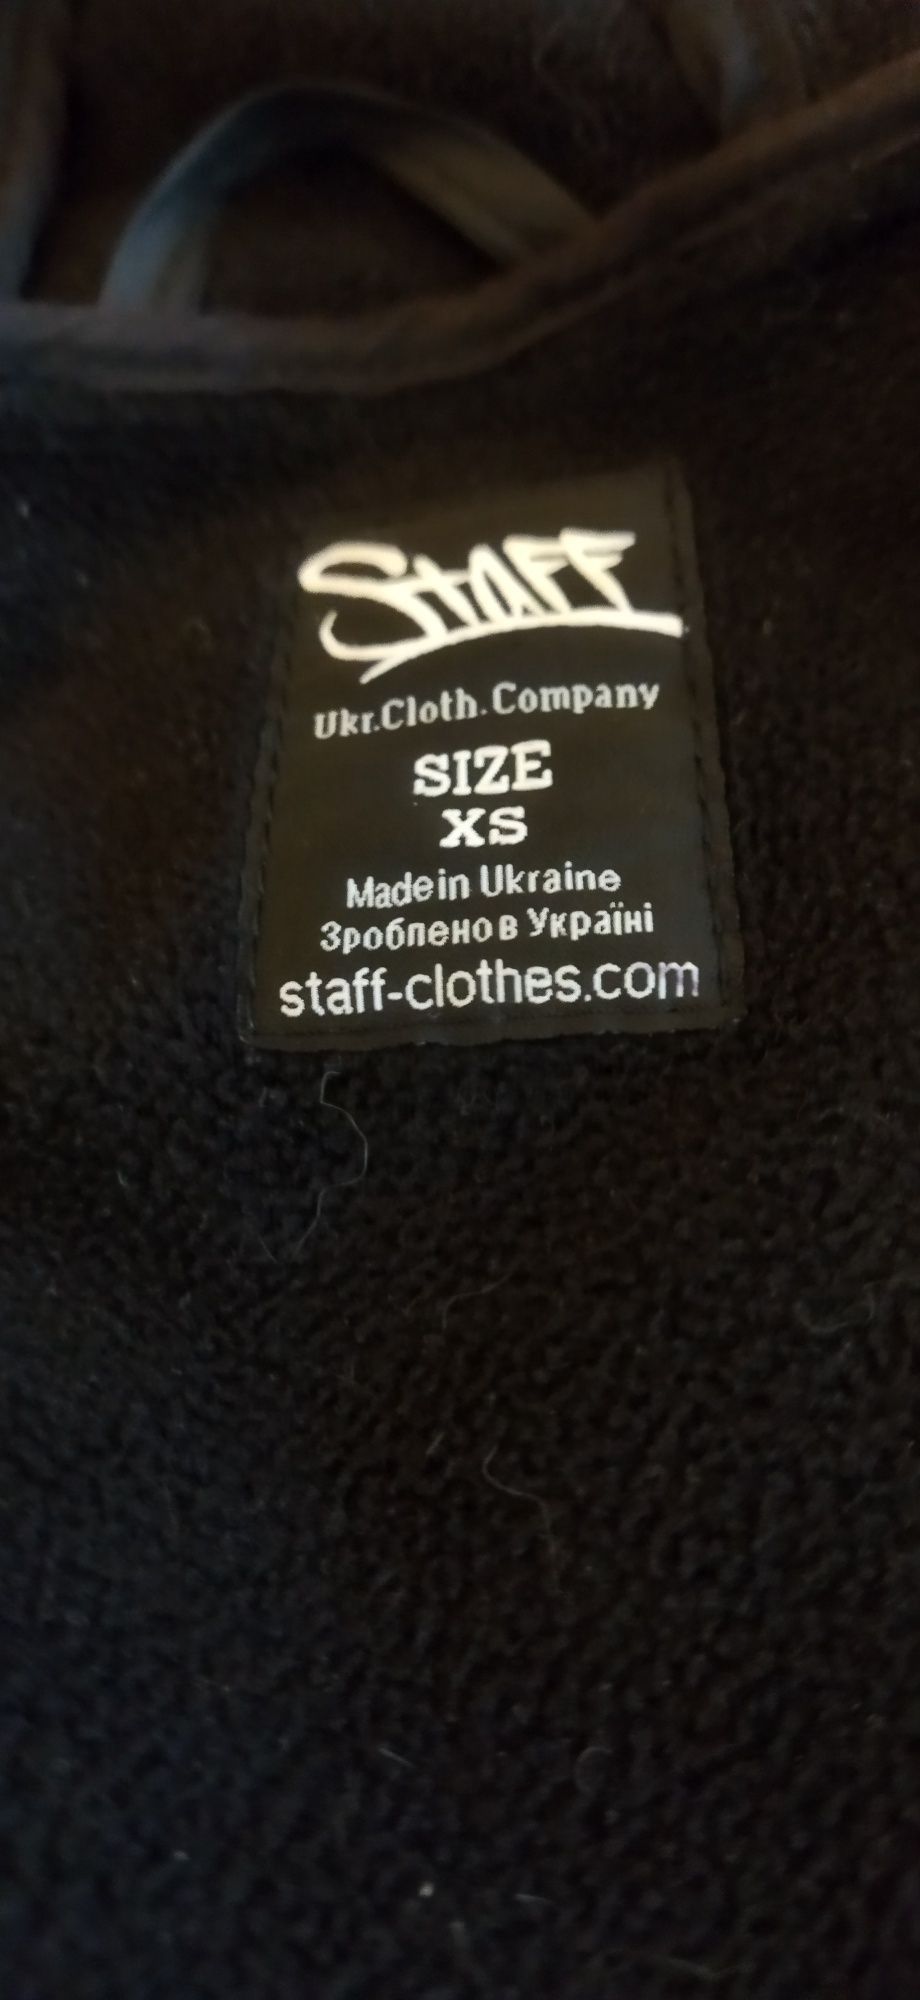 Staff
Ukr.Cloth.Company
SIZE
XS
Made in Ukraine
Зроблено в Україні
staff-clothes.com